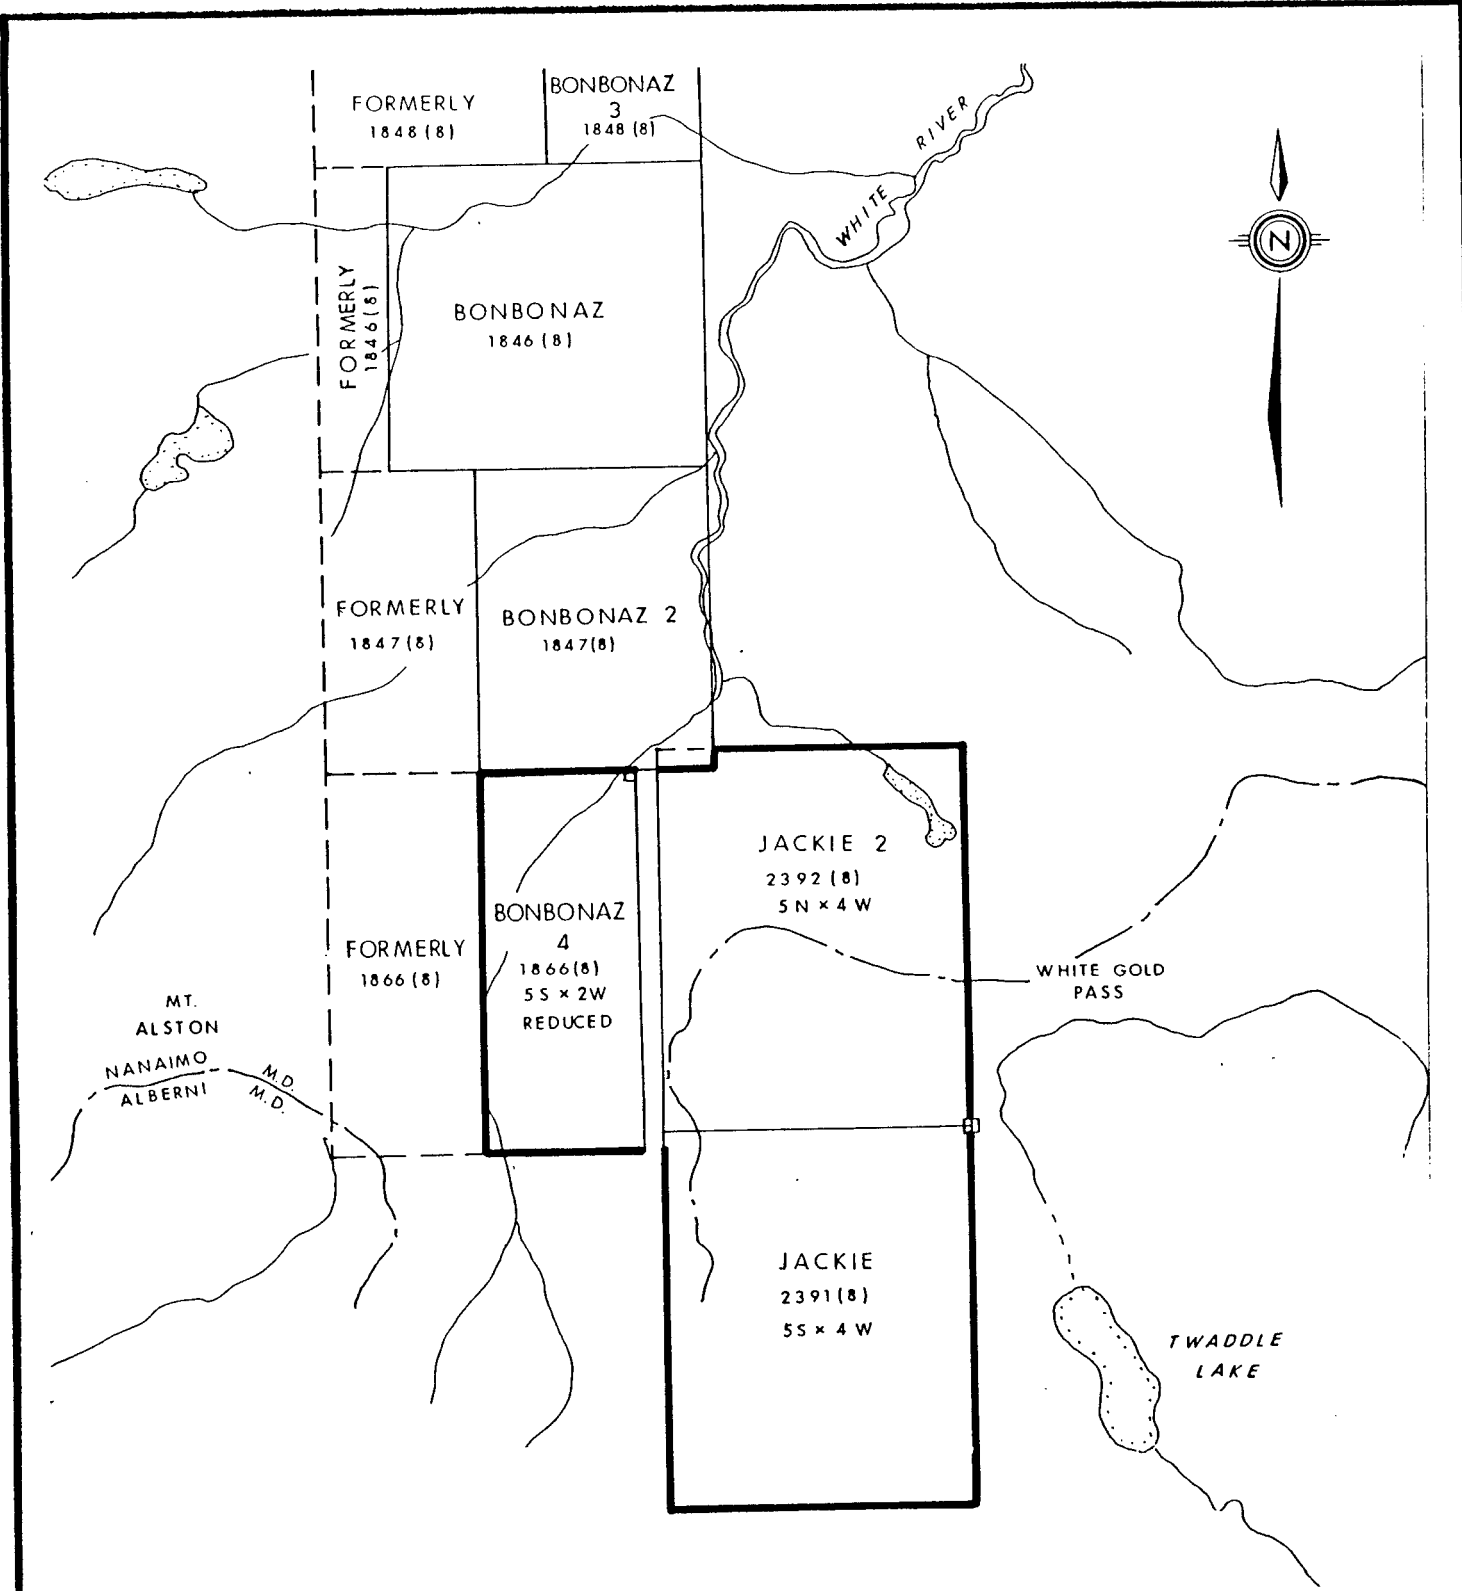 FORMERLY
1848 (8)
BONBONAZ
3
1848 (8)
WHITE RIVER
N
FORMERLY
1846 (8)
BONBONAZ
1846 (8)
FORMERLY
1847 (8)
BONBONAZ 2
1847(8)
JACKIE 2
2392 (8)
5 N × 4 W
BONBONAZ
4
1866(8)
5 S × 2W
REDUCED
FORMERLY
1866 (8)
WHITE GOLD
PASS
MT.
ALSTON
NANAIMO M.D.
ALBERNI M.D.
JACKIE
2391 (8)
5S × 4 W
TWADDLE
LAKE